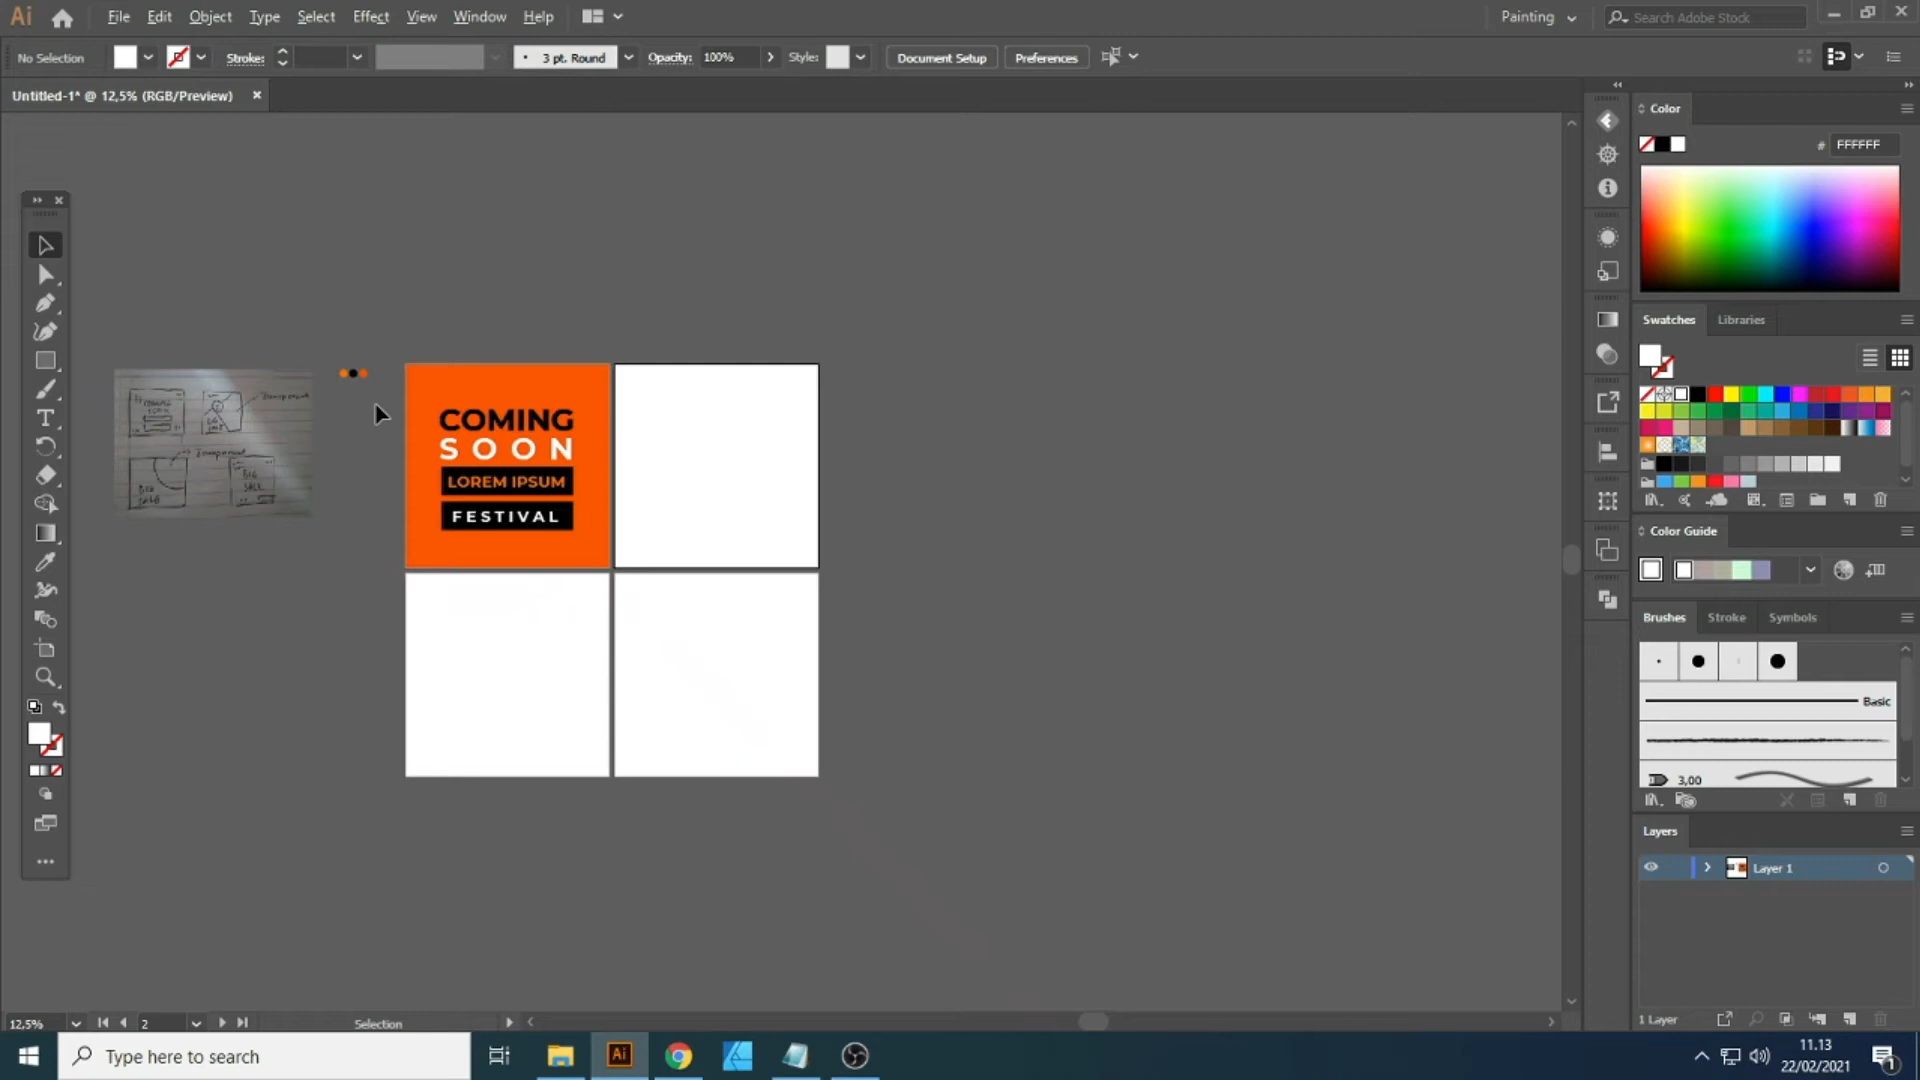 Ai File Edit Object Type Select Effect View Window Help Painting Search Adobe Stock
No Selection Stroke: 3 pt. Round Opacity: 100% Style: Document Setup Preferences
Untitled-1* @ 12,5% (RGB/Preview)
Color
# FFFFFF
Swatches Libraries
COMING
SOON
LOREM IPSUM
FESTIVAL
Color Guide
Brushes Stroke Symbols
Basic
3,00
Layers
Layer 1
12,5% 2 Selection
1 Layer
Type here to search
Ai
11.13
22/02/2021
1